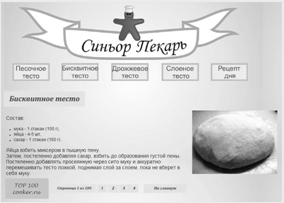 Синьор Пекарь
Песочное тесто
Бисквитное тесто
Дрожжевое тесто
Слоеное тесто
Рецепт дня
Бисквитное тесто
Состав:
мука - 1 стакан (100 г).
яйца - 4-5 шт.
сахар - 1 стакан (160 г).
Яйца взбить миксером в пышную пену.
Затем, постепенно добавляя сахар, взбить до образования густой пены.
Постепенно добавлять просеянную через сито муку и аккуратно
перемешивать тесто ложкой, поднимая слой за слоем, пока не вберет в
себя муку.
TOP 100
cooker.ru
Страница 1 из 195
1 2 3 4
На главную